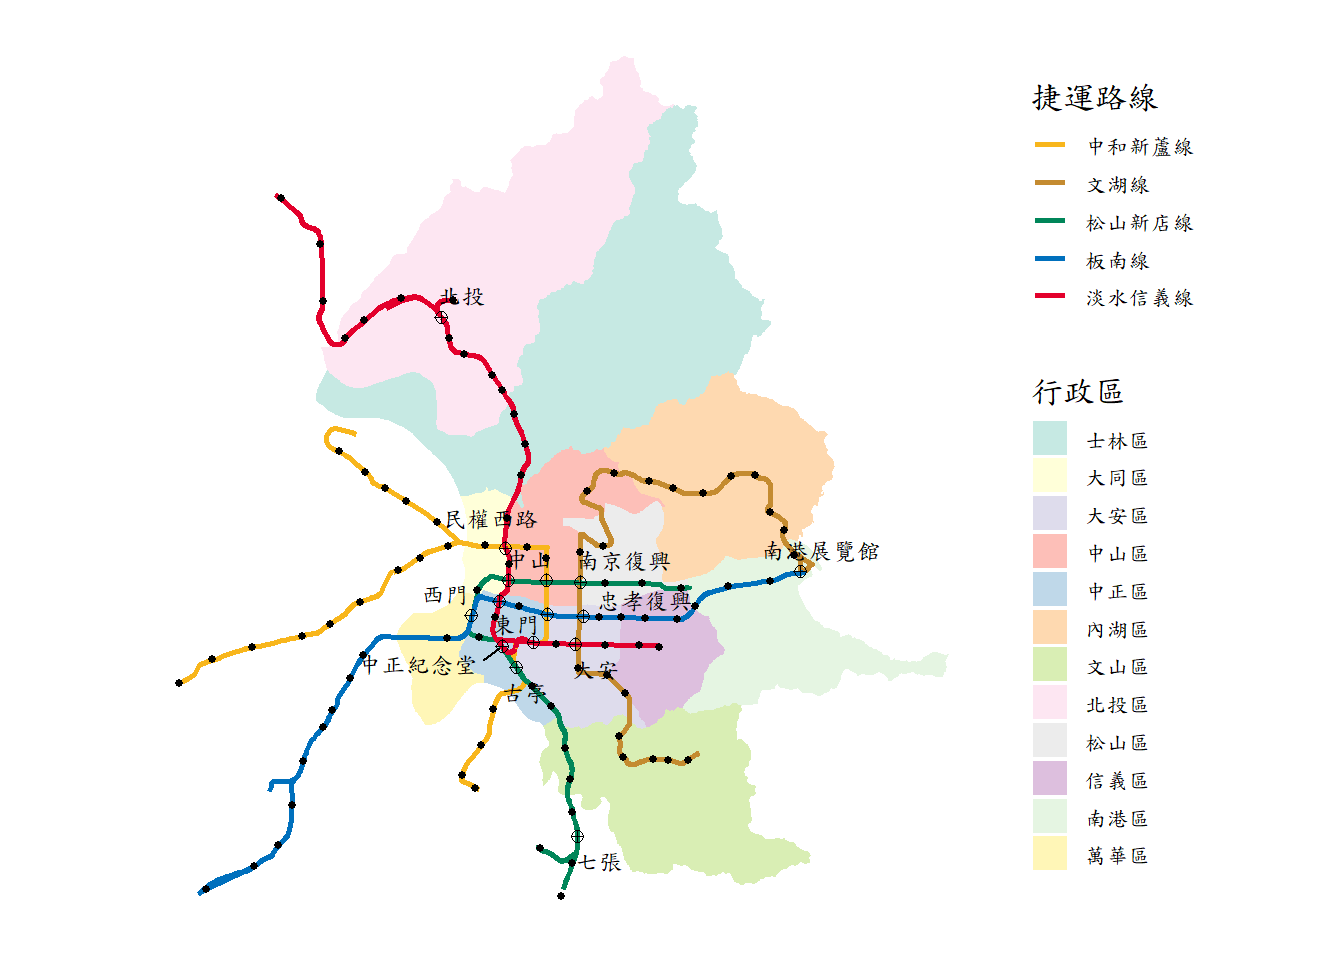 捷運路線
中和新蘆線
文湖線
松山新店線
板南線
淡水信義線
行政區
士林區
大同區
大安區
中山區
中正區
內湖區
文山區
北投區
松山區
信義區
南港區
萬華區
北投
民權西路
中山
南京復興
南港展覽館
西門
忠孝復興
東門
中正紀念堂
大安
古亭
七張